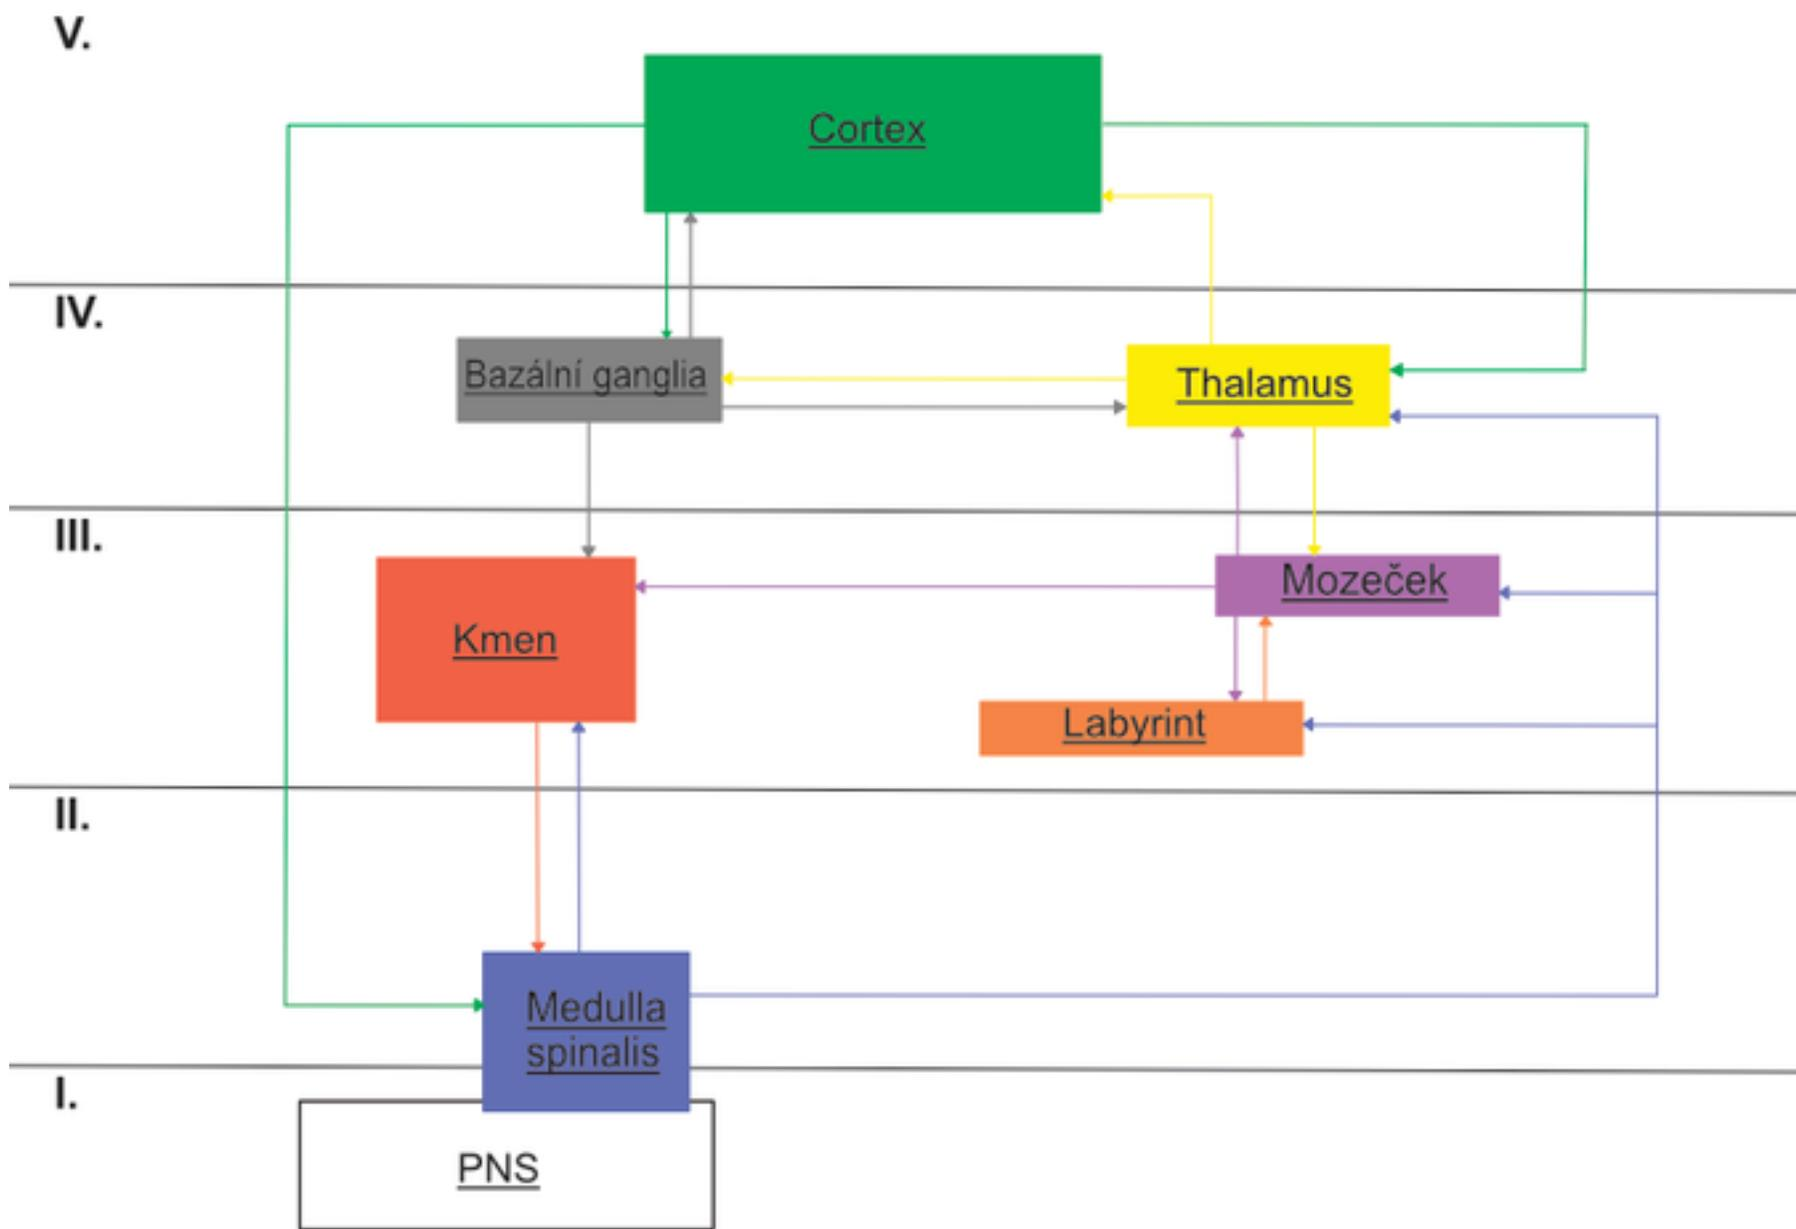 V.
Cortex
IV.
Bazální ganglia
Thalamus
III.
Mozeček
Kmen
Labyrint
II.
Medulla
spinalis
I.
PNS